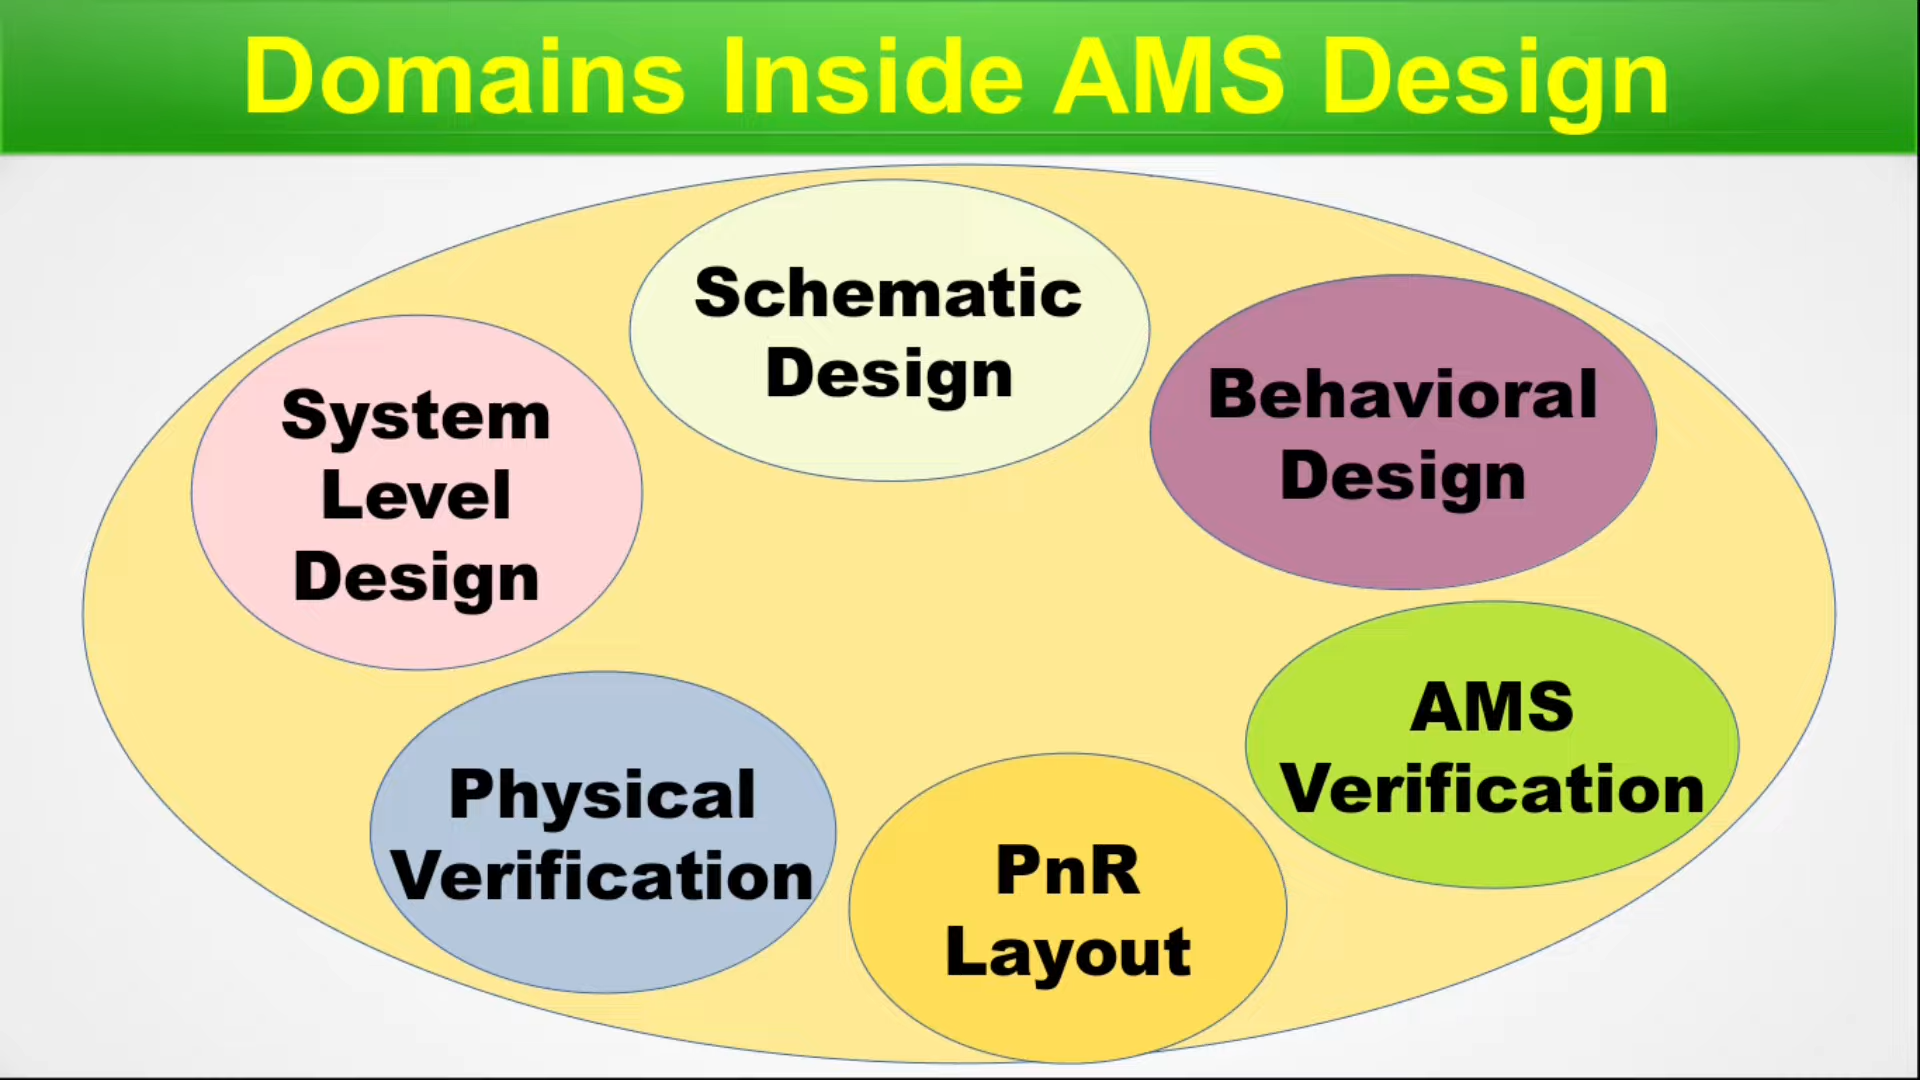 Domains Inside AMS Design
Schematic
Design
Behavioral
Design
System
Level
Design
AMS
Verification
Physical
Verification
PnR
Layout